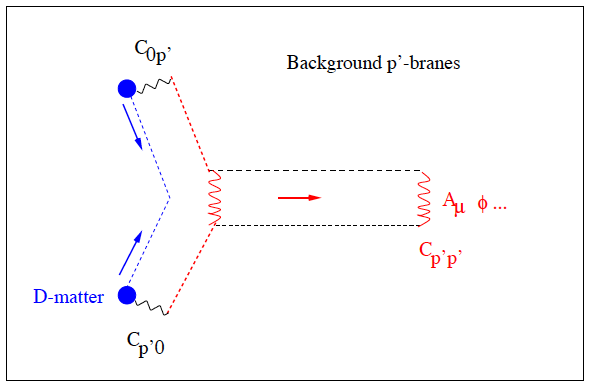 C0p'
Background p'-branes
Aμ ϕ ...
Cp'p'
D-matter
Cp'0